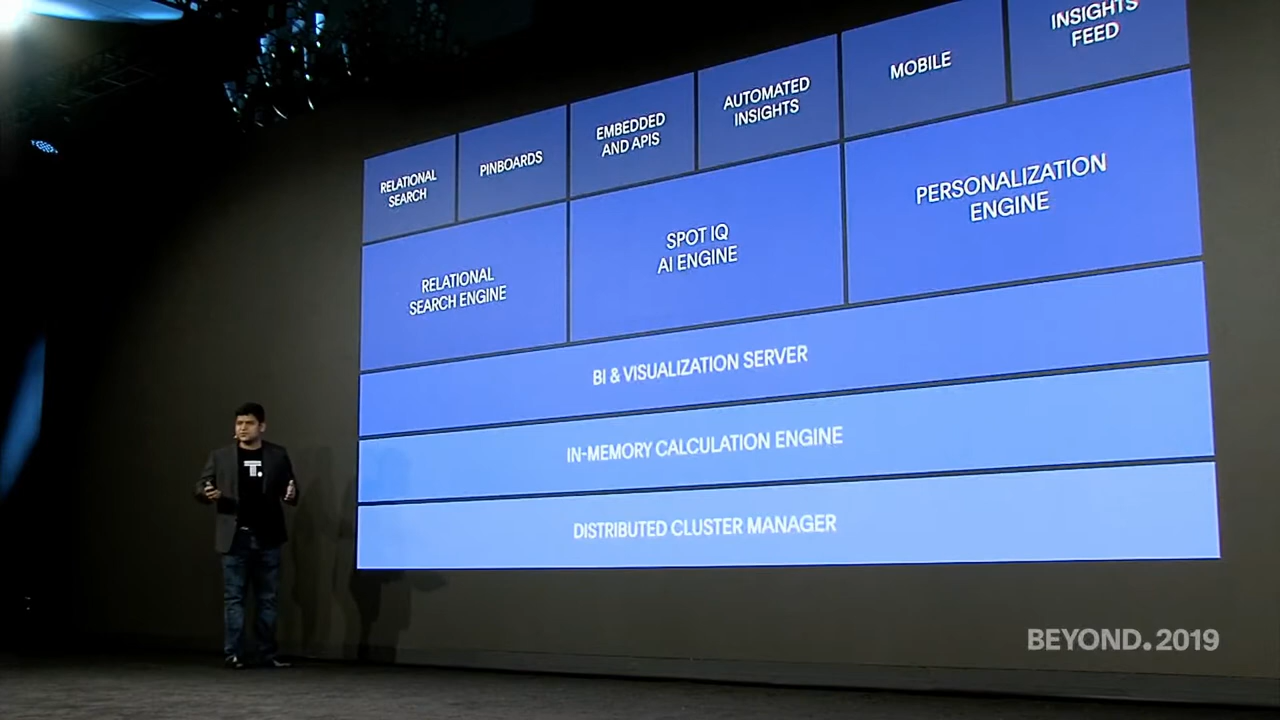 INSIGHTS
FEED
MOBILE
AUTOMATED
INSIGHTS
EMBEDDED
AND APIS
PINBOARDS
RELATIONAL
SEARCH
PERSONALIZATION
ENGINE
SPOT IQ
AI ENGINE
RELATIONAL
SEARCH ENGINE
BI & VISUALIZATION SERVER
IN-MEMORY CALCULATION ENGINE
DISTRIBUTED CLUSTER MANAGER
T.
BEYOND.2019